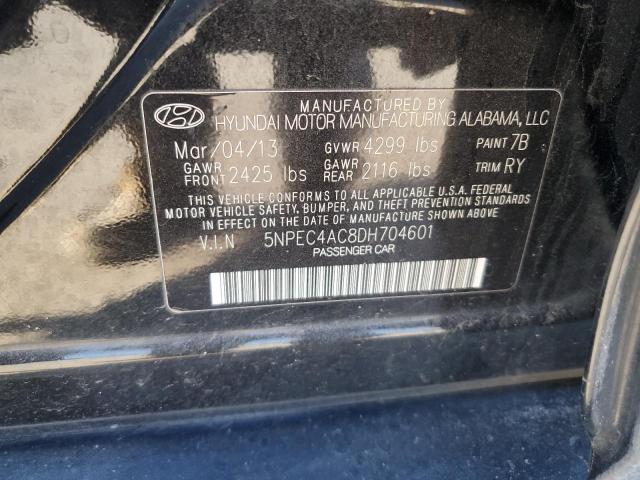 MANUFACTURED BY
HYUNDAI MOTOR MANUFACTURING ALABAMA, LLC
Mar/04/13 GVWR 4299 lbs PAINT 7B
GAWR FRONT 2425 lbs GAWR REAR 2116 lbs TRIM RY
THIS VEHICLE CONFORMS TO ALL APPLICABLE U.S.A. FEDERAL
MOTOR VEHICLE SAFETY, BUMPER, AND THEFT PREVENTION STANDARDS
IN EFFECT ON THE DATE OF MANUFACTURE SHOWN ABOVE.
V.I.N 5NPEC4AC8DH704601
PASSENGER CAR